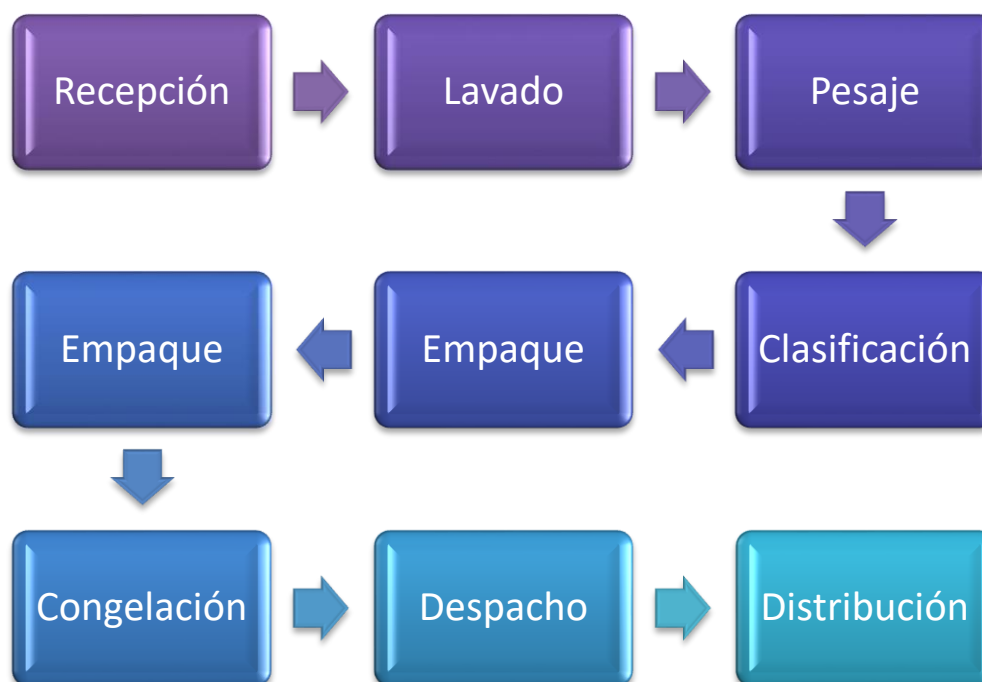 Recepción
Lavado
Pesaje
Clasificación
Empaque
Empaque
Congelación
Despacho
Distribución